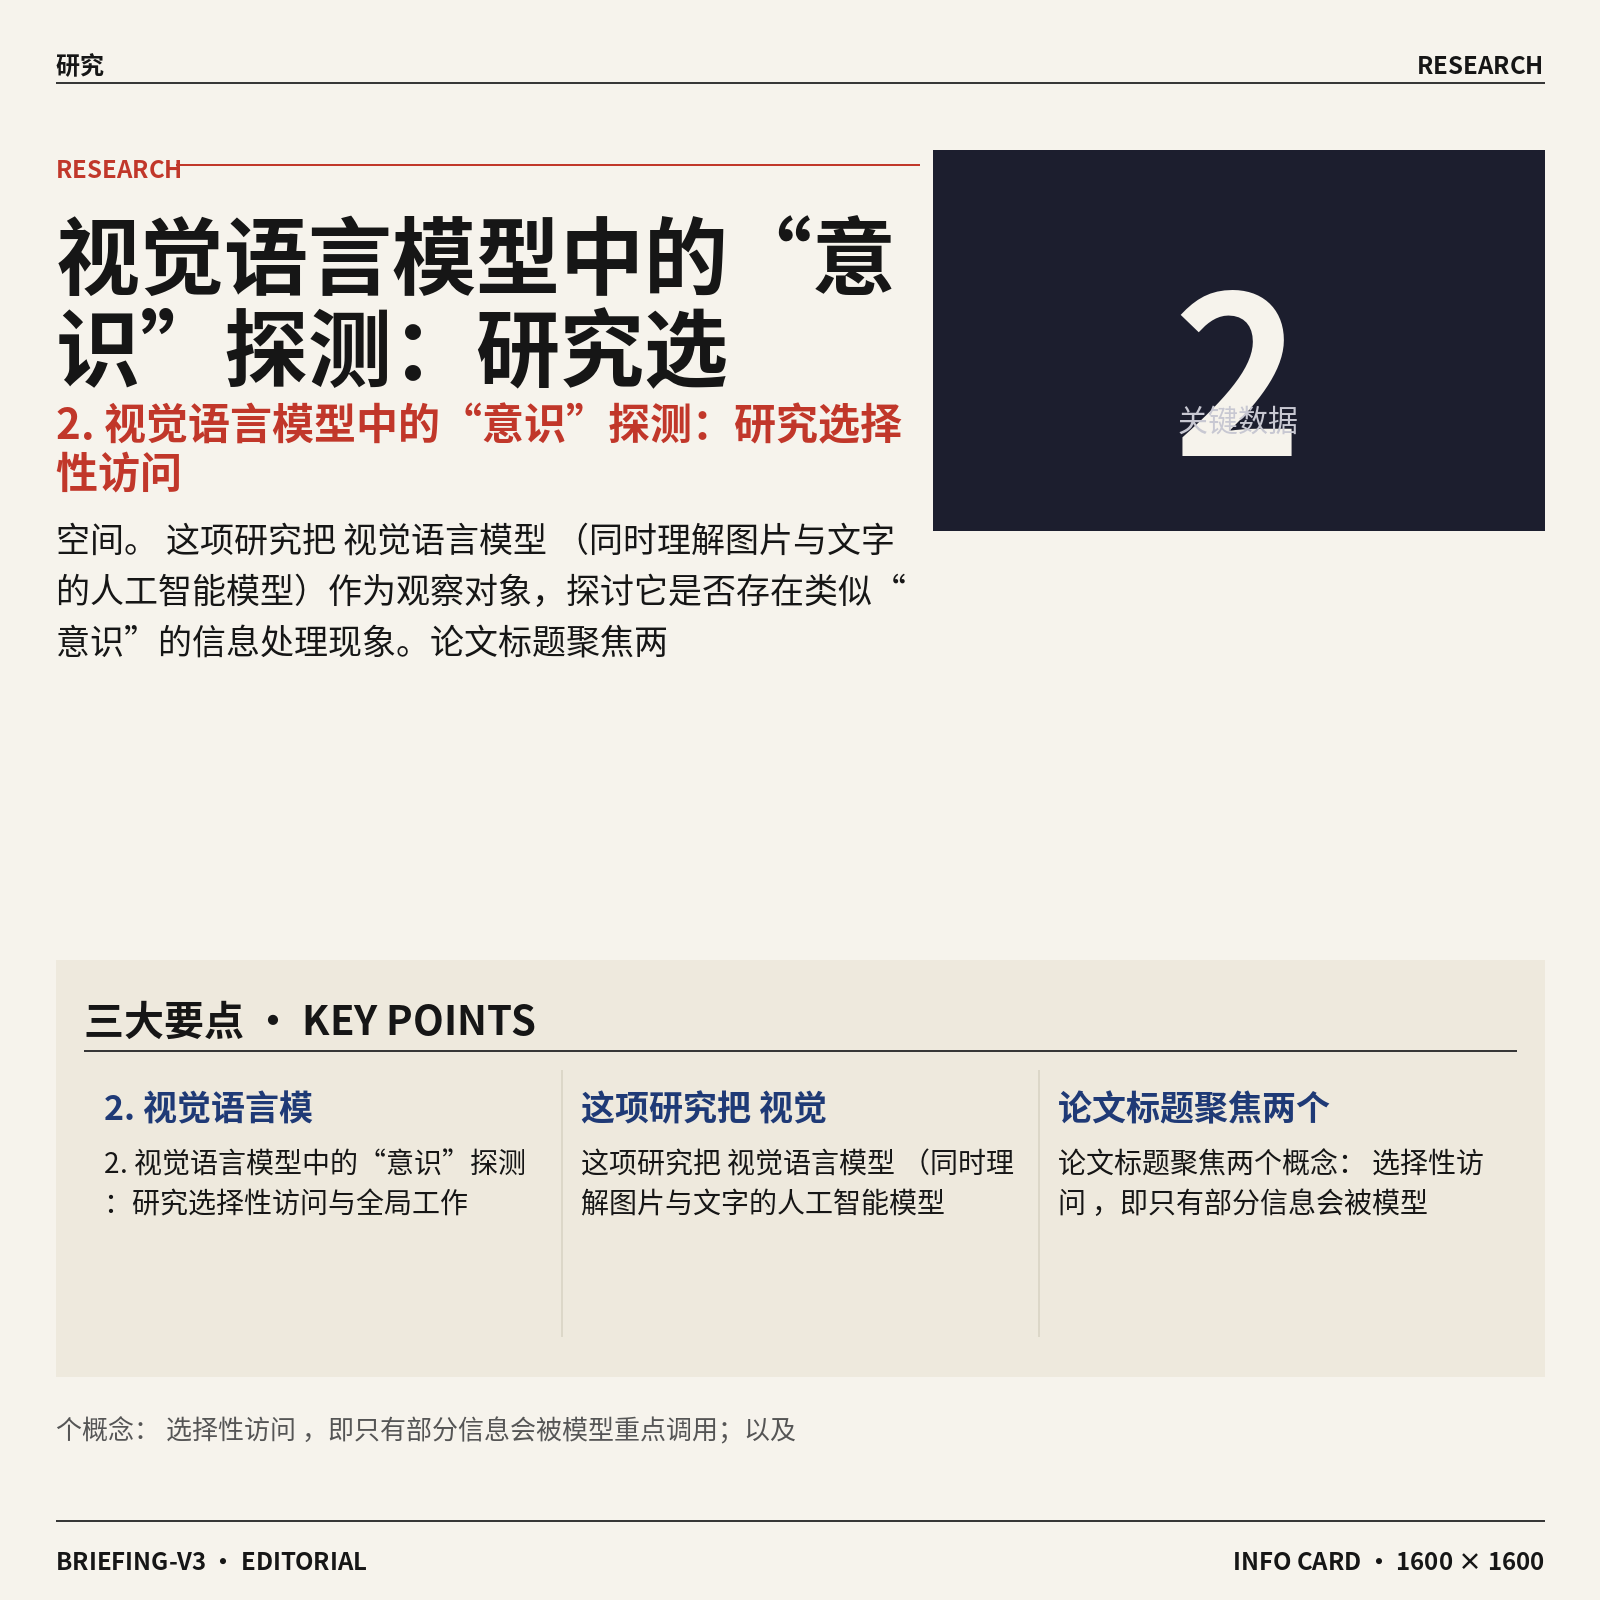 研究
RESEARCH
RESEARCH
视觉语言模型中的“意
识”探测：研究选
2. 视觉语言模型中的“意识”探测：研究选择
性访问
空间。 这项研究把 视觉语言模型 （同时理解图片与文字
的人工智能模型）作为观察对象，探讨它是否存在类似“
意识”的信息处理现象。论文标题聚焦两
2
关键数据
三大要点 · KEY POINTS
2. 视觉语言模
2. 视觉语言模型中的“意识”探测
：研究选择性访问与全局工作
这项研究把 视觉
这项研究把 视觉语言模型 （同时理
解图片与文字的人工智能模型
论文标题聚焦两个
论文标题聚焦两个概念： 选择性访
问 ，即只有部分信息会被模型
个概念： 选择性访问 ，即只有部分信息会被模型重点调用；以及
BRIEFING-V3 · EDITORIAL
INFO CARD · 1600 × 1600